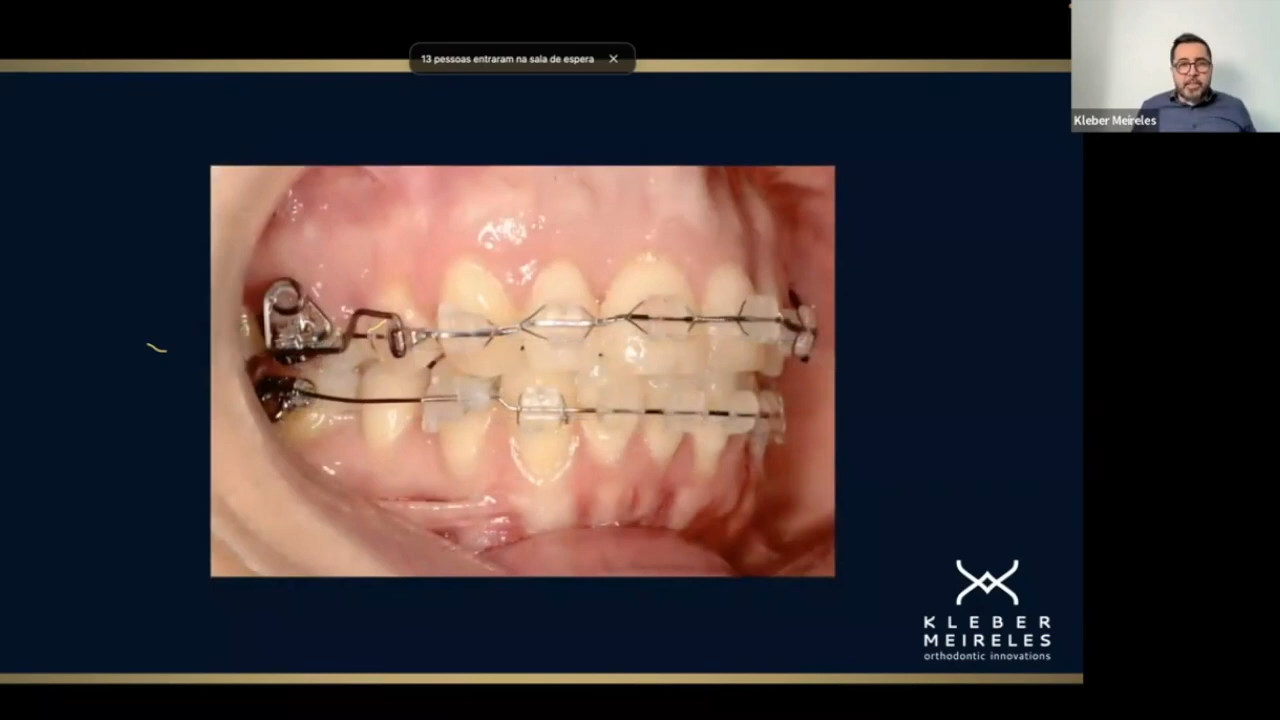 13 pessoas entraram na sala de espera
Kleber Meireles
KLEBER
MEIRELES
orthodontic innovations